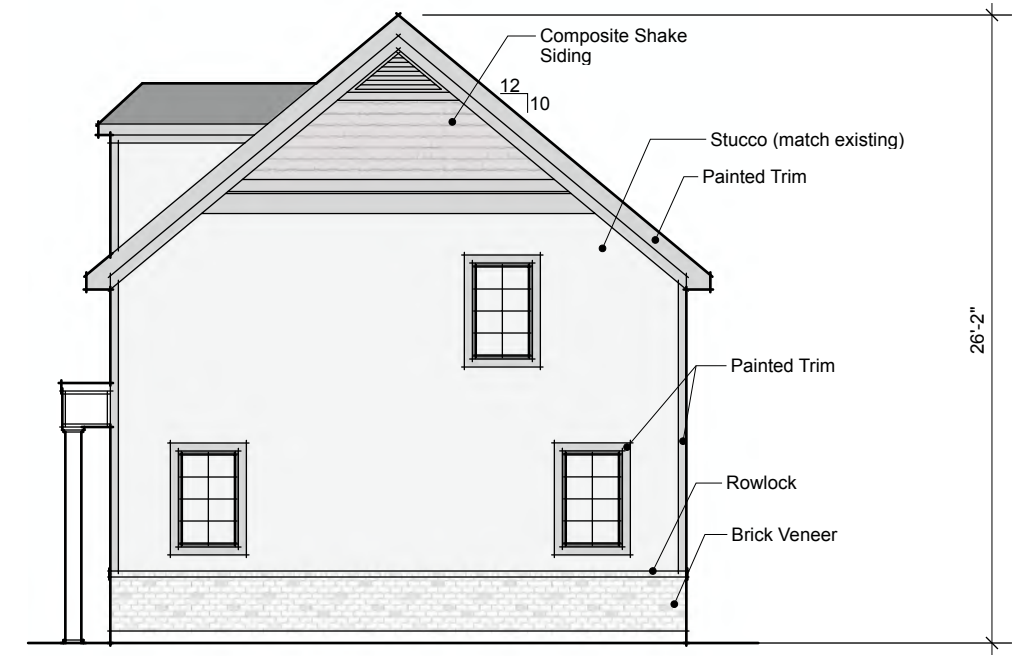 Composite Shake
Siding
12
10
Stucco (match existing)
Painted Trim
26'-2"
Painted Trim
Rowlock
Brick Veneer